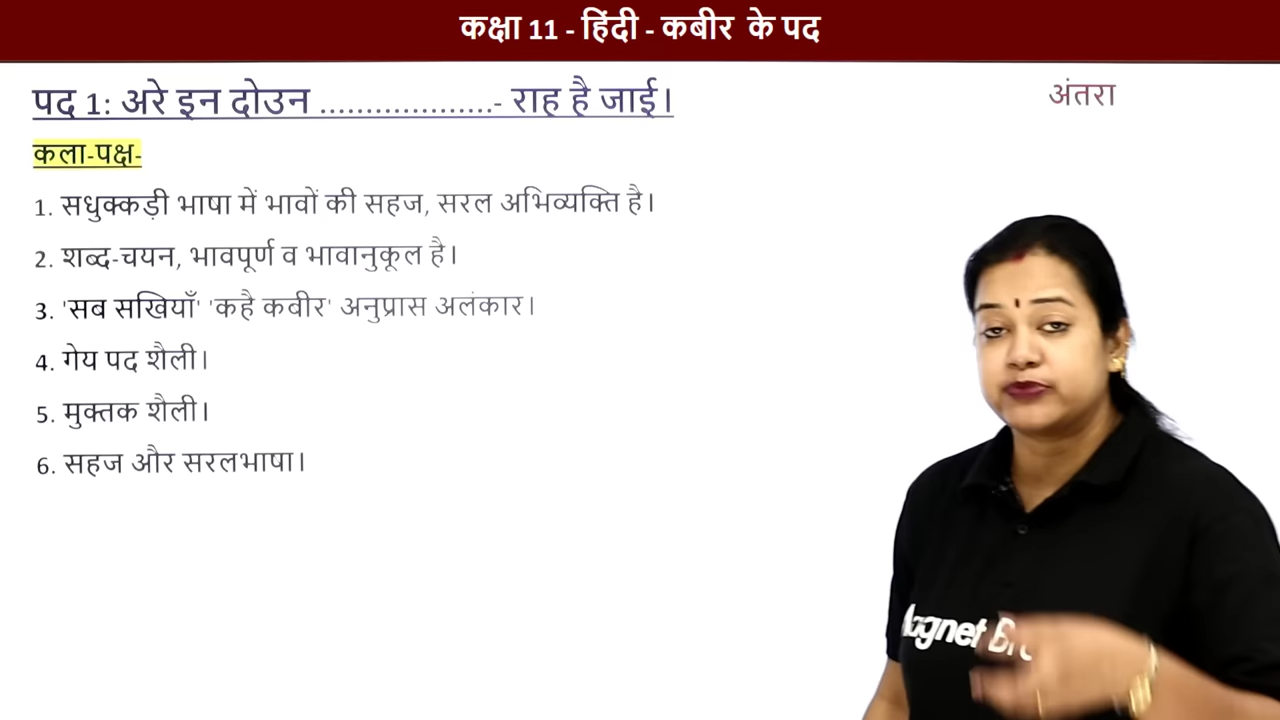 कक्षा 11 - हिंदी - कबीर के पद
पद 1: अरे इन दोउन ...................- राह है जाई।
अंतरा
कला-पक्ष-
1. सधुक्कड़ी भाषा में भावों की सहज, सरल अभिव्यक्ति है।
2. शब्द-चयन, भावपूर्ण व भावानुकूल है।
3. 'सब सखियाँ' 'कहै कबीर' अनुप्रास अलंकार।
4. गेय पद शैली।
5. मुक्तक शैली।
6. सहज और सरलभाषा।